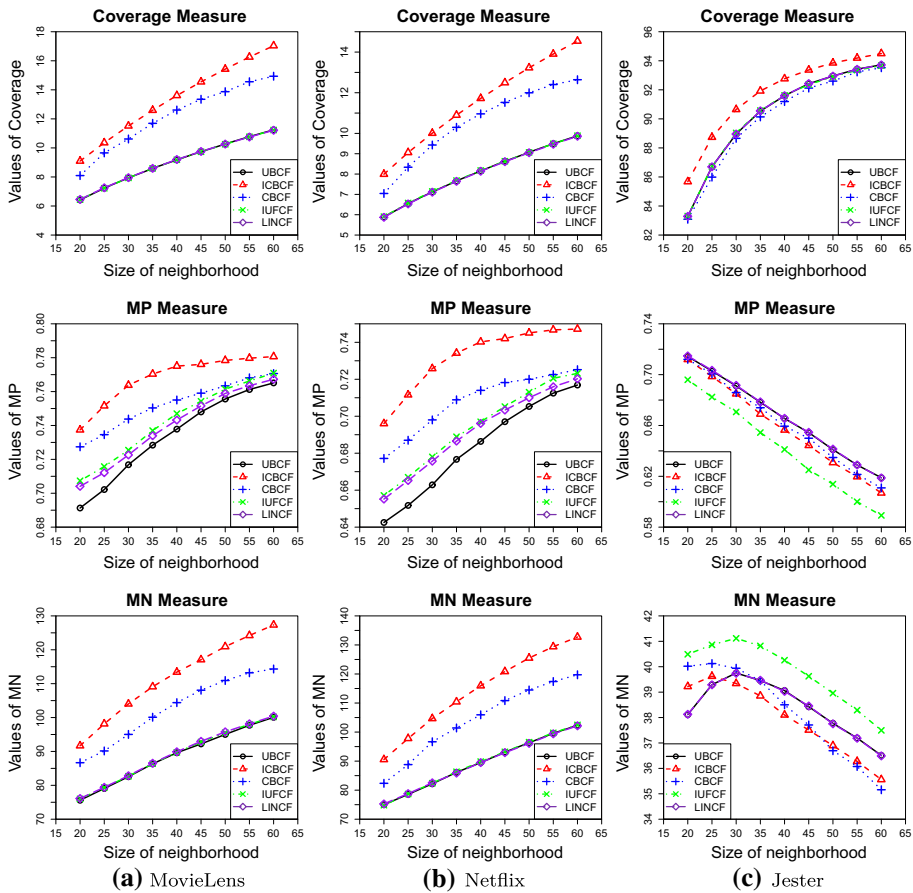 Coverage Measure
Values of Coverage
4 6 8 10 12 14 16 18
15 20 25 30 35 40 45 50 55 60 65
Size of neighborhood
UBCF
ICBCF
CBCF
IUFCF
LINCF
Coverage Measure
Values of Coverage
5 6 7 8 9 10 12 14
15 20 25 30 35 40 45 50 55 60 65
Size of neighborhood
UBCF
ICBCF
CBCF
IUFCF
LINCF
Coverage Measure
Values of Coverage
82 84 86 88 90 92 94 96
15 20 25 30 35 40 45 50 55 60 65
Size of neighborhood
UBCF
ICBCF
CBCF
IUFCF
LINCF
MP Measure
Values of MP
0.68 0.70 0.72 0.74 0.76 0.78 0.80
15 20 25 30 35 40 45 50 55 60 65
Size of neighborhood
UBCF
ICBCF
CBCF
IUFCF
LINCF
MP Measure
Values of MP
0.64 0.66 0.68 0.70 0.72 0.74
15 20 25 30 35 40 45 50 55 60 65
Size of neighborhood
UBCF
ICBCF
CBCF
IUFCF
LINCF
MP Measure
Values of MP
0.58 0.62 0.66 0.70 0.74
15 20 25 30 35 40 45 50 55 60 65
Size of neighborhood
UBCF
ICBCF
CBCF
IUFCF
LINCF
MN Measure
Values of MN
70 80 90 100 110 120 130
15 20 25 30 35 40 45 50 55 60 65
Size of neighborhood
UBCF
ICBCF
CBCF
IUFCF
LINCF
(a) MovieLens
MN Measure
Values of MN
70 80 90 100 110 120 130 140
15 20 25 30 35 40 45 50 55 60 65
Size of neighborhood
UBCF
ICBCF
CBCF
IUFCF
LINCF
(b) Netflix
MN Measure
Values of MN
34 35 36 37 38 39 40 41 42
15 20 25 30 35 40 45 50 55 60 65
Size of neighborhood
UBCF
ICBCF
CBCF
IUFCF
LINCF
(c) Jester